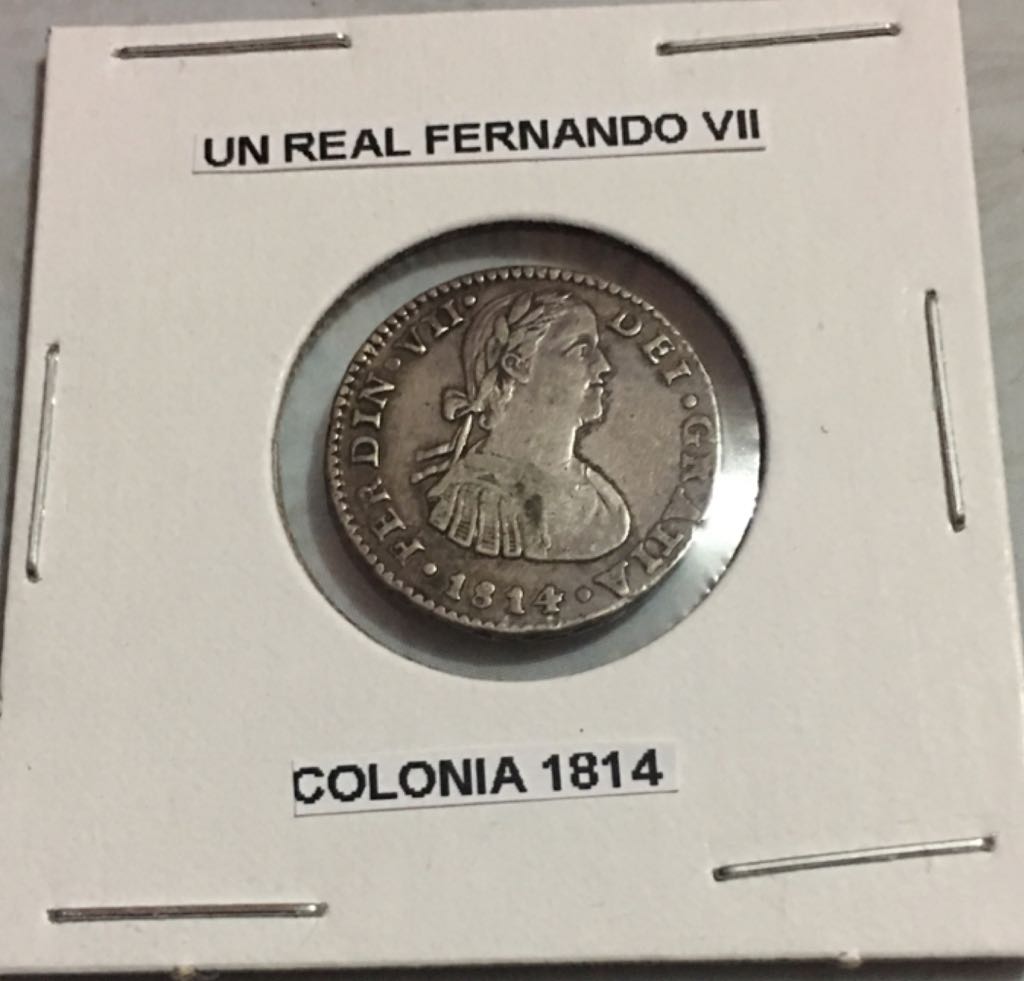 UN REAL FERNANDO VII
·FERDIN·VII· DEI·GRATIA·
·1814·
COLONIA 1814